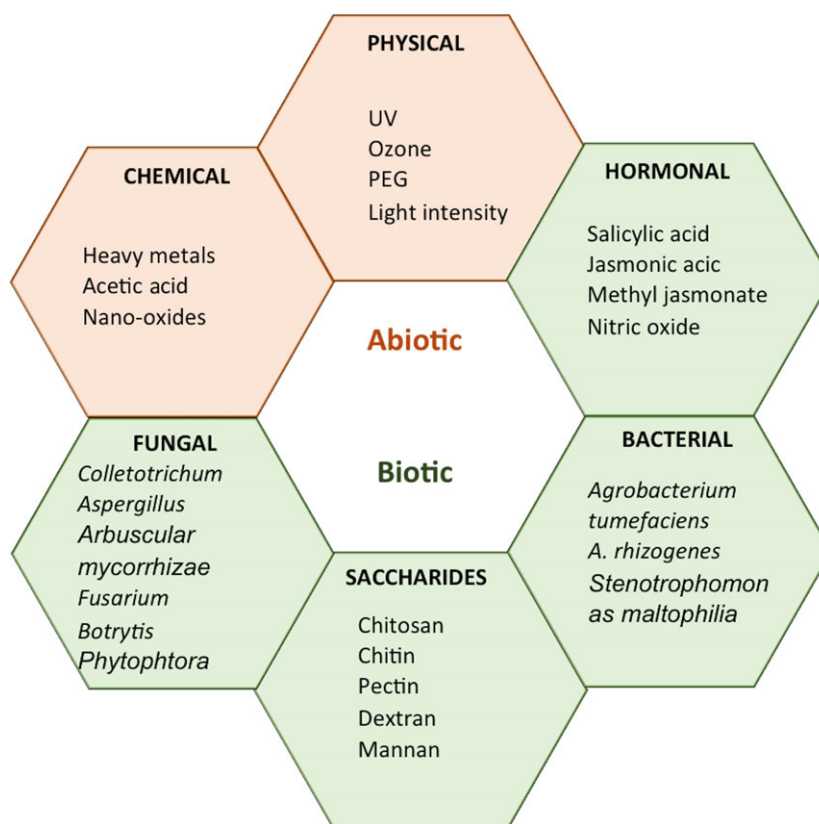 PHYSICAL
UV
Ozone
PEG
Light intensity
CHEMICAL
Heavy metals
Acetic acid
Nano-oxides
HORMONAL
Salicylic acid
Jasmonic acic
Methyl jasmonate
Nitric oxide
Abiotic
Biotic
FUNGAL
Colletotrichum
Aspergillus
Arbuscular
mycorrhizae
Fusarium
Botrytis
Phytophtora
SACCHARIDES
Chitosan
Chitin
Pectin
Dextran
Mannan
BACTERIAL
Agrobacterium
tumefaciens
A. rhizogenes
Stenotrophomon
as maltophilia